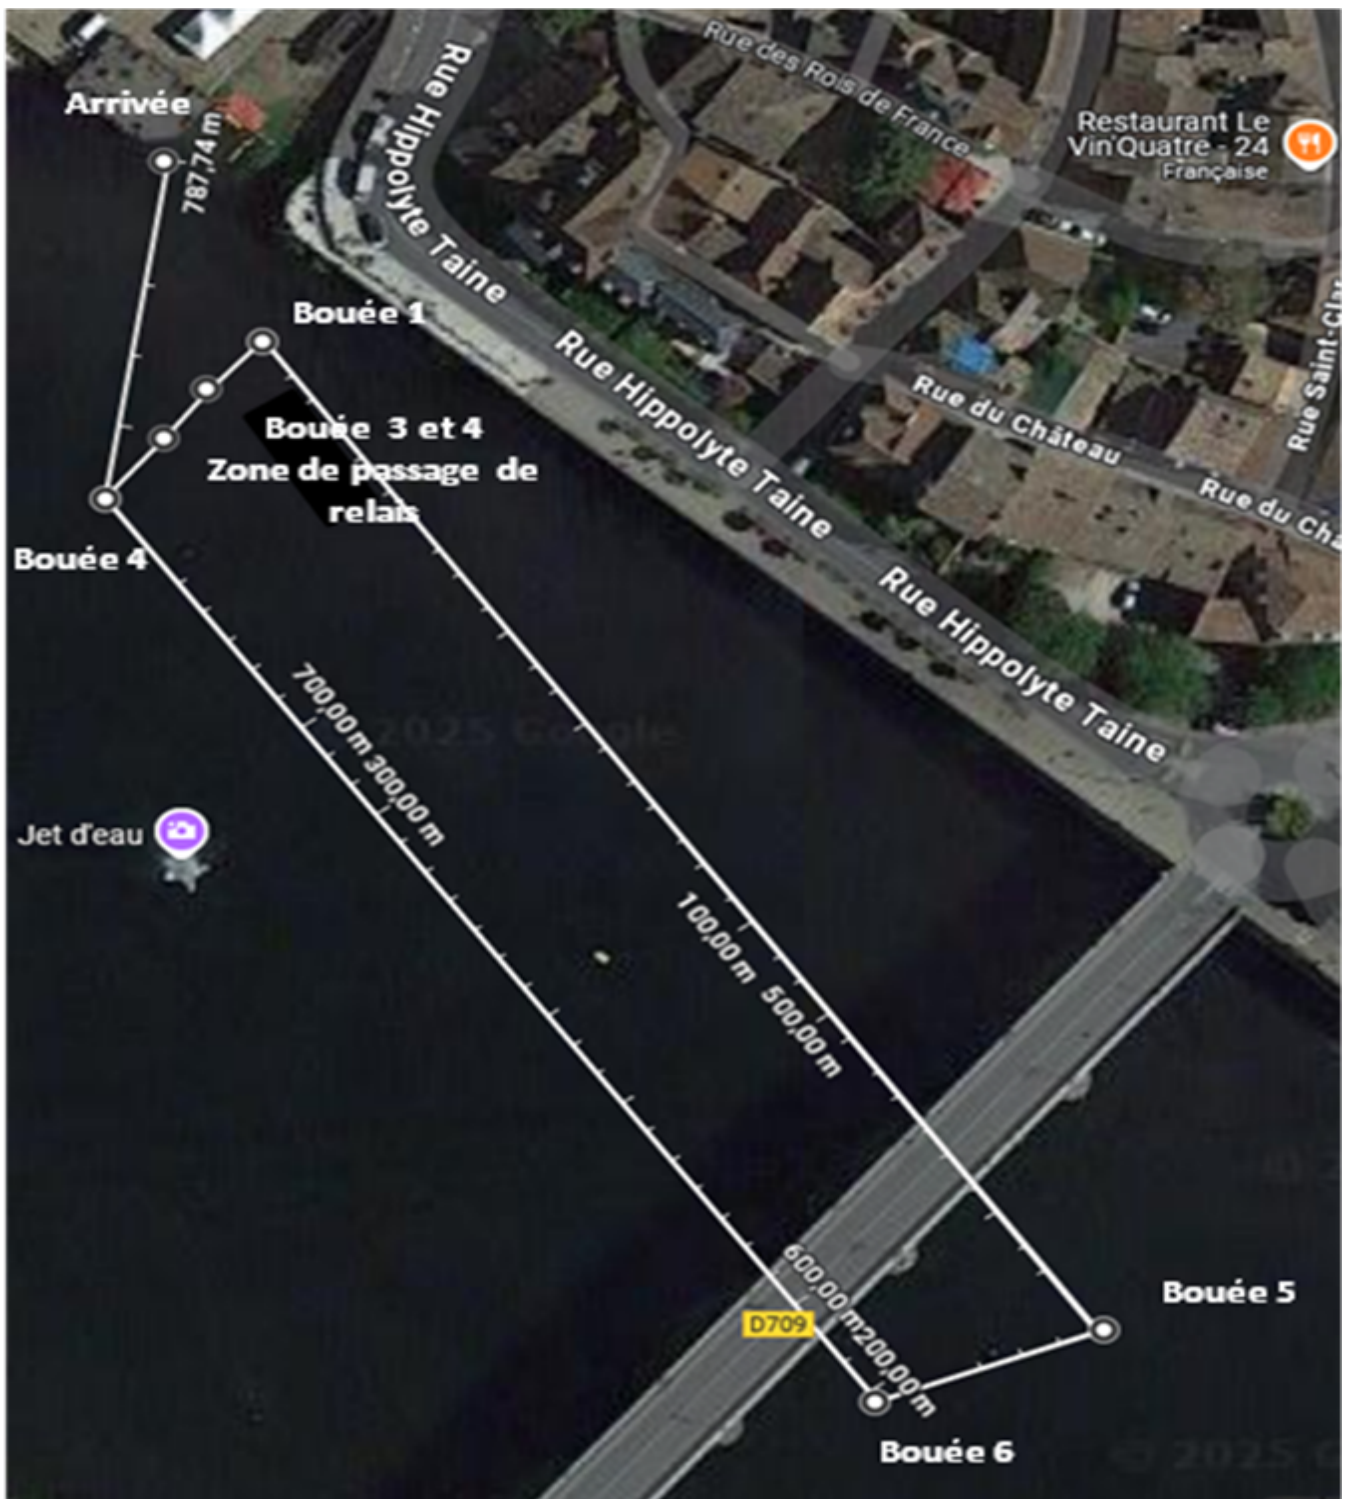 Arrivée
787,74 m
Rue Hippolyte Taine
Rue des Rois de France
Restaurant Le
Vin'Quatre - 24
Française
Bouée 1
Rue Saint-Clar
Bouée 3 et 4
Zone de passage de
relais
Rue Hippolyte Taine
Rue du Château
Rue du Châ
Bouée 4
Rue Hippolyte Taine
700,00 m 300,00 m
2025 Google
Jet d'eau
100,00 m 500,00 m
600,00 m 200,00 m
D709
Bouée 5
Bouée 6
© 2025 G